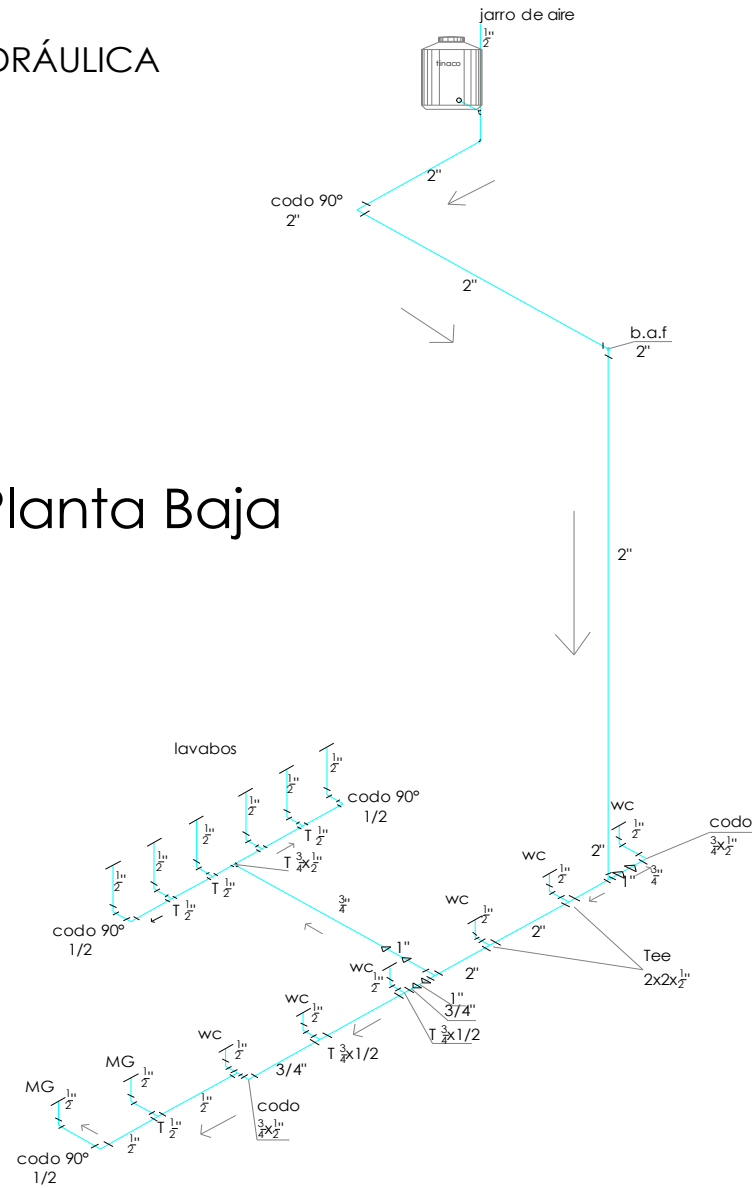 jarro de aire
1/2"
DRÁULICA
tinaco
2"
codo 90°
2"
2"
b.a.f
2"
Planta Baja
2"
lavabos
1/2"
1/2"
1/2"
1/2"
1/2"
1/2"
codo 90°
1/2
T 1/2"
T 3/4x1/2"
T 1/2"
T 1/2"
codo 90°
1/2
wc
1/2"
codo
3/4x1/2"
2"
1"
3/4"
wc
1/2"
wc
1/2"
2"
Tee
2x2x1/2"
3/4"
1"
2"
wc
1/2"
1"
3/4"
T 3/4x1/2
wc
1/2"
T 3/4x1/2
wc
1/2"
3/4"
codo
3/4x1/2"
MG
1/2"
1/2"
T 1/2"
MG
1/2"
1/2"
codo 90°
1/2